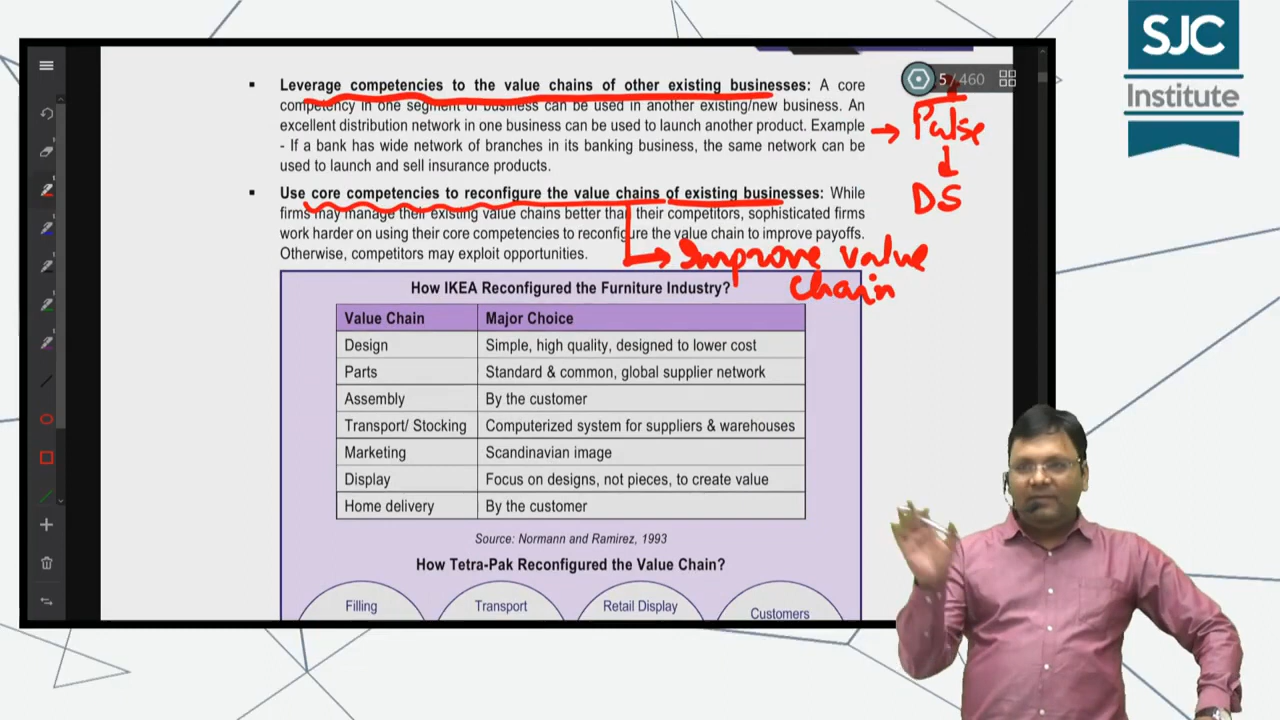 SJC
Institute
5 / 460
▪ Leverage competencies to the value chains of other existing businesses: A core
competency in one segment of business can be used in another existing/new business. An
excellent distribution network in one business can be used to launch another product. Example
- If a bank has wide network of branches in its banking business, the same network can be
used to launch and sell insurance products.
→ Pulse
↓
DS
▪ Use core competencies to reconfigure the value chains of existing businesses: While
firms may manage their existing value chains better than their competitors, sophisticated firms
work harder on using their core competencies to reconfigure the value chain to improve payoffs.
Otherwise, competitors may exploit opportunities.
→ Improve value
chain
How IKEA Reconfigured the Furniture Industry?
Value Chain Major Choice
Design Simple, high quality, designed to lower cost
Parts Standard & common, global supplier network
Assembly By the customer
Transport/ Stocking Computerized system for suppliers & warehouses
Marketing Scandinavian image
Display Focus on designs, not pieces, to create value
Home delivery By the customer
Source: Normann and Ramirez, 1993
How Tetra-Pak Reconfigured the Value Chain?
Filling Transport Retail Display Customers